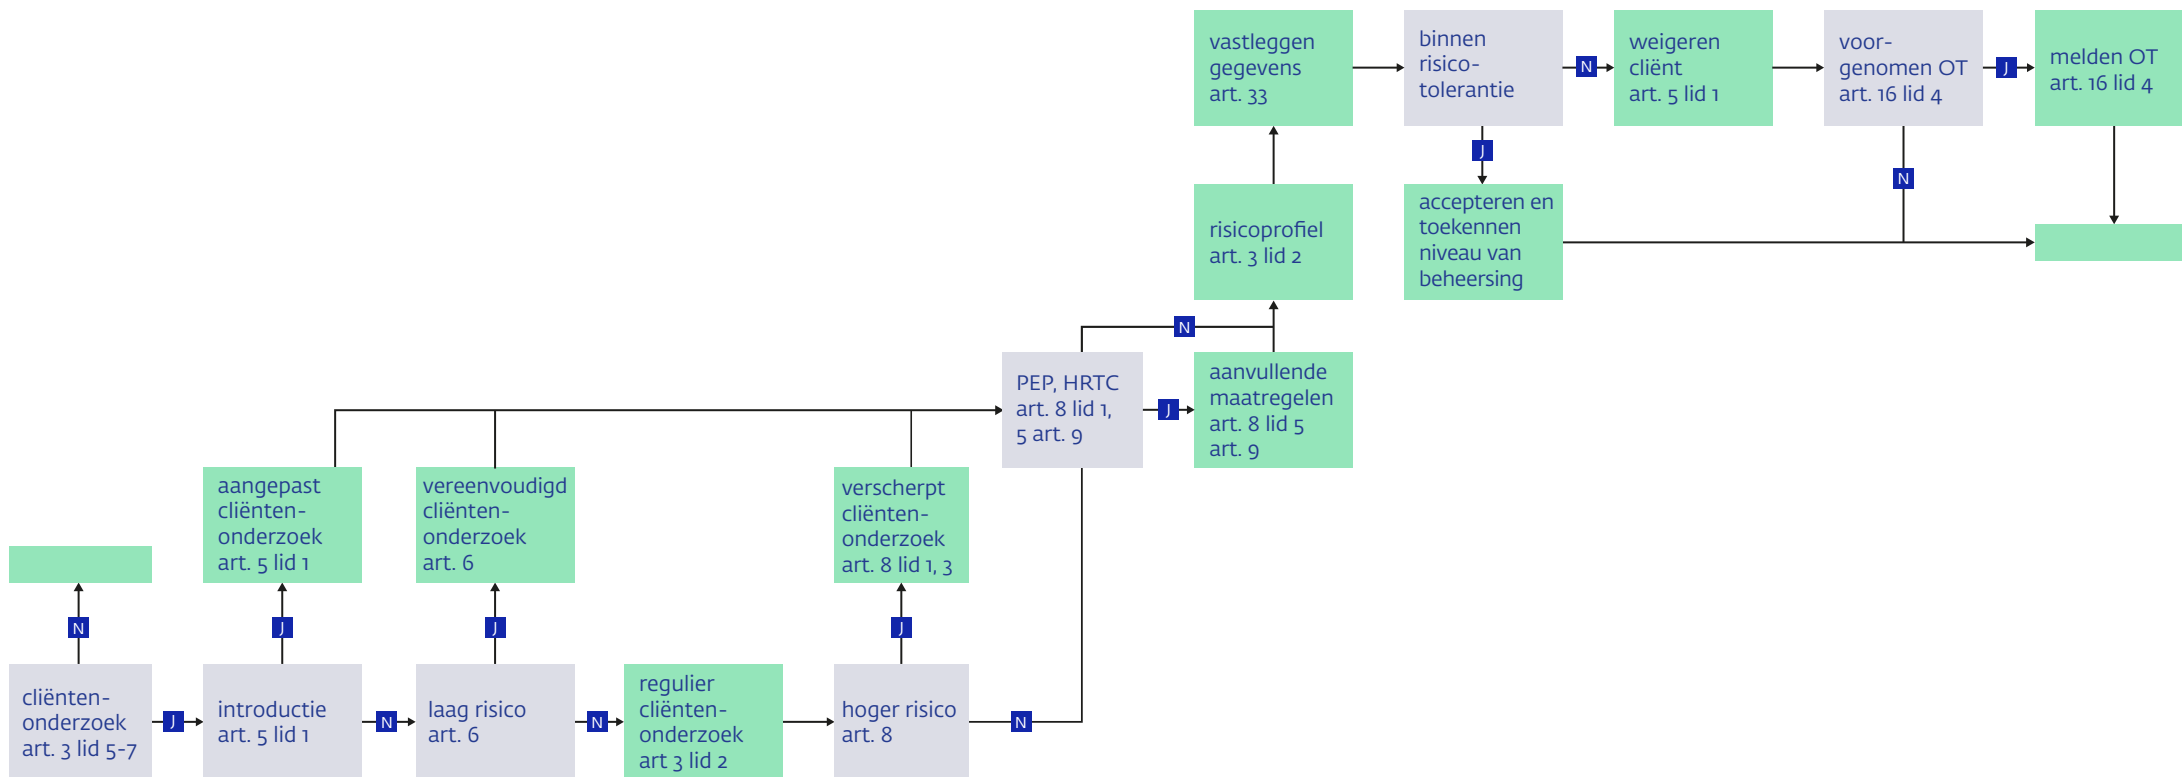 vastleggen
gegevens
art. 33
binnen
risico-
tolerantie
N
weigeren
cliënt
art. 5 lid 1
voor-
genomen OT
art. 16 lid 4
J
melden OT
art. 16 lid 4
J
N
risicoprofiel
art. 3 lid 2
accepteren en
toekennen
niveau van
beheersing
N
PEP, HRTC
art. 8 lid 1,
5 art. 9
J
aanvullende
maatregelen
art. 8 lid 5
art. 9
aangepast
cliënten-
onderzoek
art. 5 lid 1
vereenvoudigd
cliënten-
onderzoek
art. 6
verscherpt
cliënten-
onderzoek
art. 8 lid 1, 3
N
J
J
J
cliënten-
onderzoek
art. 3 lid 5-7
J
introductie
art. 5 lid 1
N
laag risico
art. 6
N
regulier
cliënten-
onderzoek
art 3 lid 2
hoger risico
art. 8
N